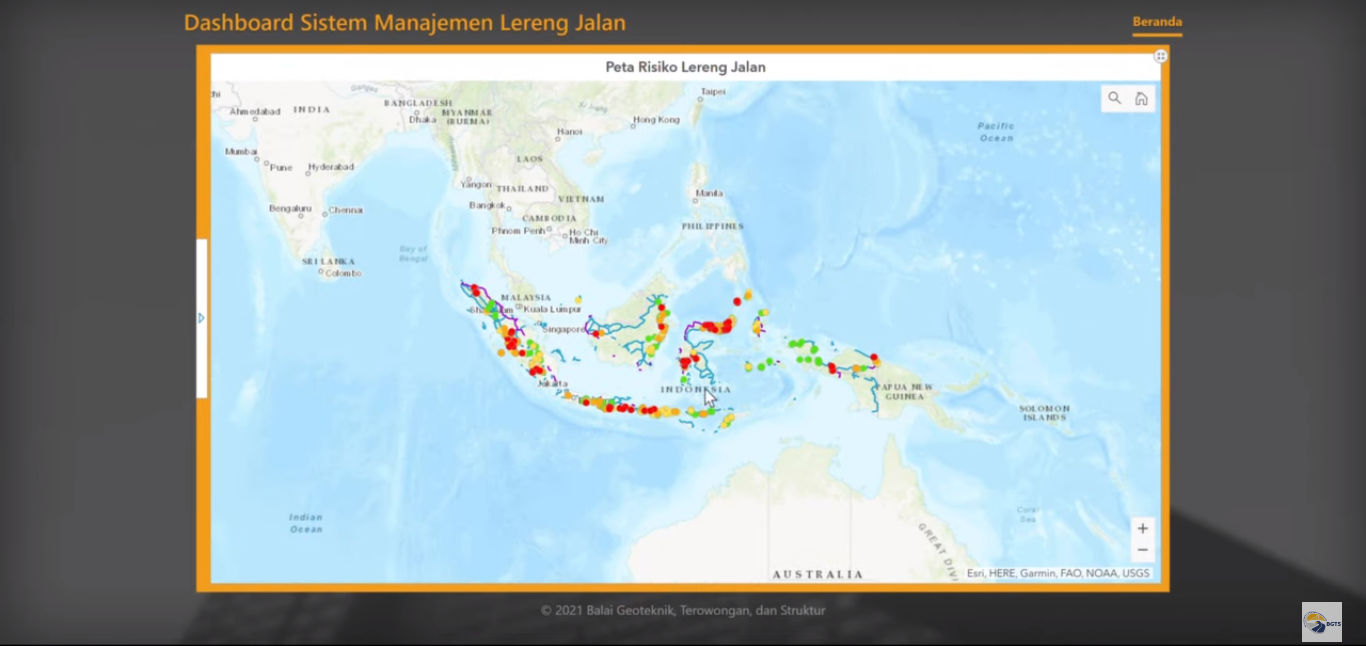 Dashboard Sistem Manajemen Lereng Jalan
Beranda
Peta Risiko Lereng Jalan
Taipei
Ahmedabad
INDIA
BANGLADESH
Dhaka
MYANMAR
(BURMA)
Xi Jiang
Hong Kong
Hanoi
Pacific
Ocean
Mumbai
Pune
Hyderabad
LAOS
Yangon
THAILAND
VIETNAM
Manila
Bangkok
Bengaluru
Chennai
CAMBODIA
Phnom Penh
Ho Chi
Minh City
PHILIPPINES
Bay of
Bengal
SRI LANKA
Colombo
MALAYSIA
Kuala Lumpur
Singapore
Jakarta
INDONESIA
PAPUA NEW
GUINEA
SOLOMON
ISLANDS
Indian
Ocean
Coral
Sea
GREAT DIVI
AUSTRALIA
+
−
Esri, HERE, Garmin, FAO, NOAA, USGS
© 2021 Balai Geoteknik, Terowongan, dan Struktur
BGTS